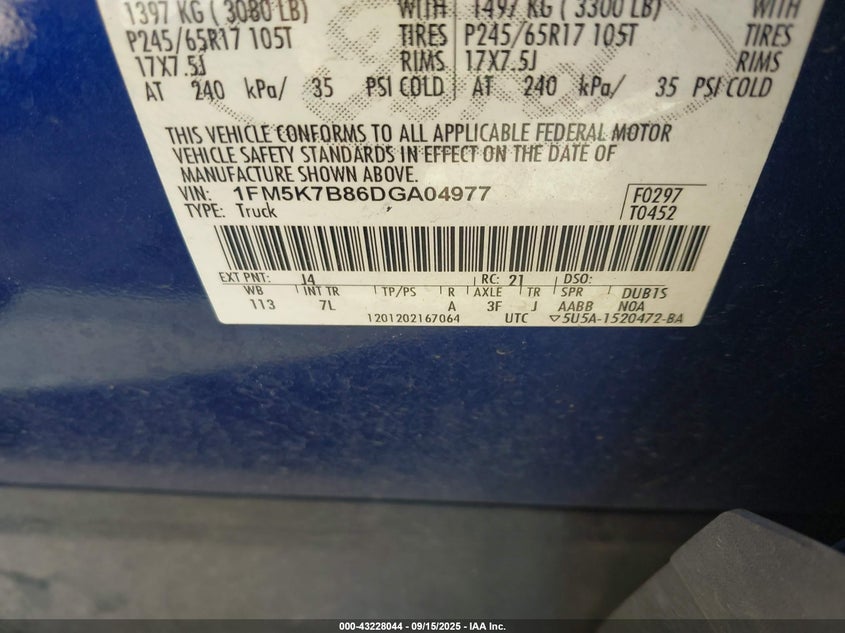 1397 KG ( 3080 LB) WITH 1497 KG ( 3300 LB) WITH
P245/65R17 105T TIRES P245/65R17 105T TIRES
17X7.5J RIMS 17X7.5J RIMS
AT 240 kPa/ 35 PSI COLD AT 240 kPa/ 35 PSI COLD
THIS VEHICLE CONFORMS TO ALL APPLICABLE FEDERAL MOTOR
VEHICLE SAFETY STANDARDS IN EFFECT ON THE DATE OF
MANUFACTURE SHOWN ABOVE.
VIN: 1FM5K7B86DGA04977 F0297
TYPE: Truck T0452
EXT PNT: J4 RC: 21 DSO:
WB INT TR TP/PS R AXLE TR SPR DUB1S
113 7L A 3F J AABB N0A
1201202167064 UTC ▽5U5A-1520472-BA
000-43228044 - 09/15/2025 - IAA Inc.